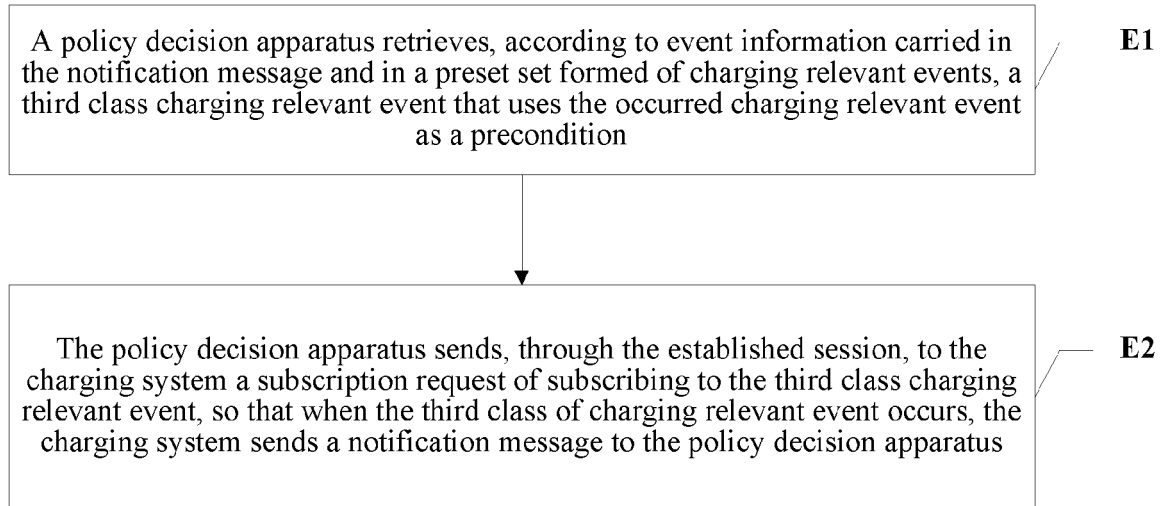 A policy decision apparatus retrieves, according to event information carried in
the notification message and in a preset set formed of charging relevant events, a
third class charging relevant event that uses the occurred charging relevant event
as a precondition
E1
The policy decision apparatus sends, through the established session, to the
charging system a subscription request of subscribing to the third class charging
relevant event, so that when the third class of charging relevant event occurs, the
charging system sends a notification message to the policy decision apparatus
E2